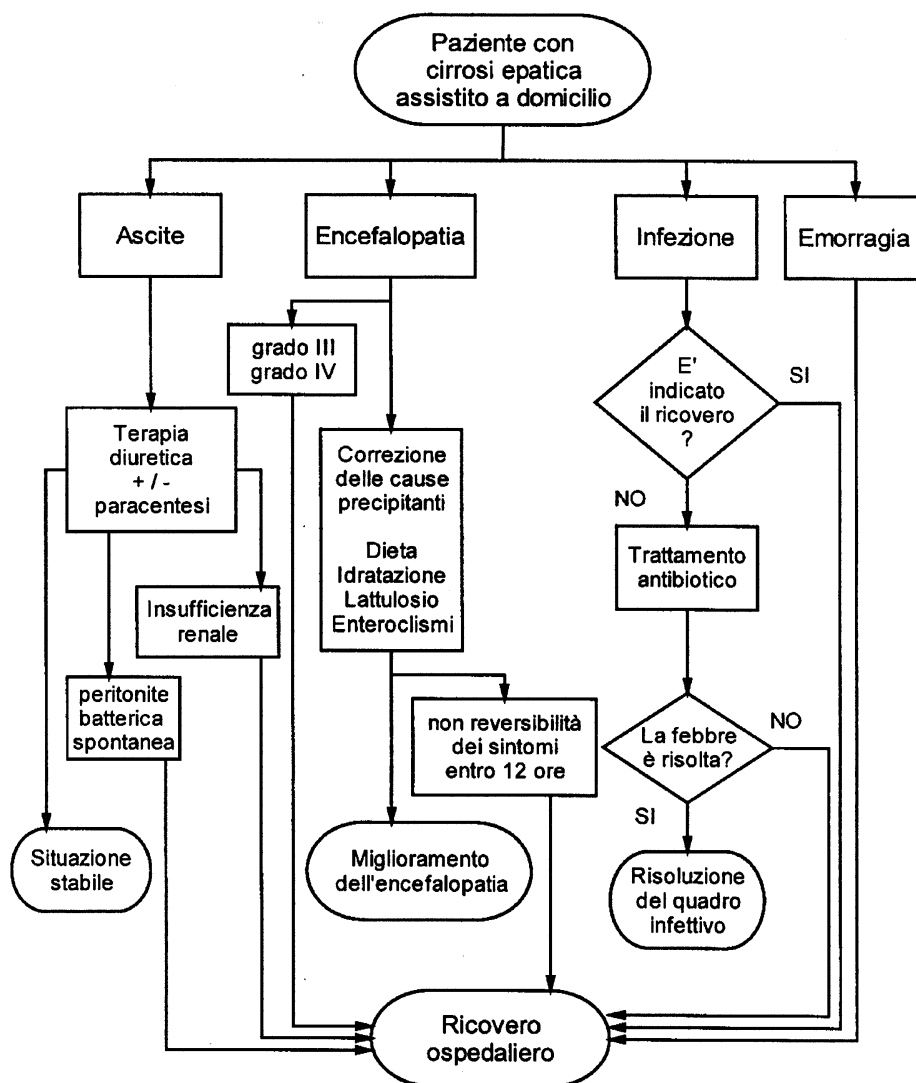 Paziente con
cirrosi epatica
assistito a domicilio
Ascite
Encefalopatia
Infezione
Emorragia
grado III
grado IV
E'
indicato
il ricovero
?
SI
Terapia
diuretica
+ / -
paracentesi
Correzione
delle cause
precipitanti
Dieta
Idratazione
Lattulosio
Enteroclismi
NO
Trattamento
antibiotico
Insufficienza
renale
peritonite
batterica
spontanea
non reversibilità
dei sintomi
entro 12 ore
La febbre
è risolta?
NO
SI
Situazione
stabile
Miglioramento
dell'encefalopatia
Risoluzione
del quadro
infettivo
Ricovero
ospedaliero